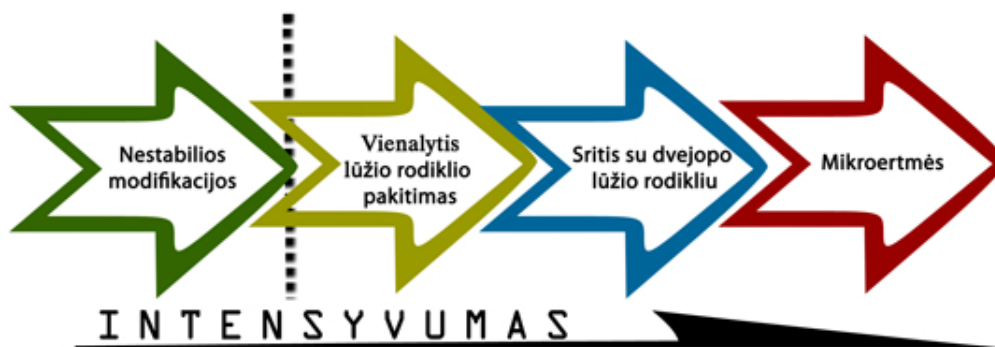 Nestabilios
modifikacijos
Vienalytis
lūžio rodiklio
pakitimas
Sritis su dvejopo
lūžio rodikliu
Mikroertmės
INTENSYVUMAS